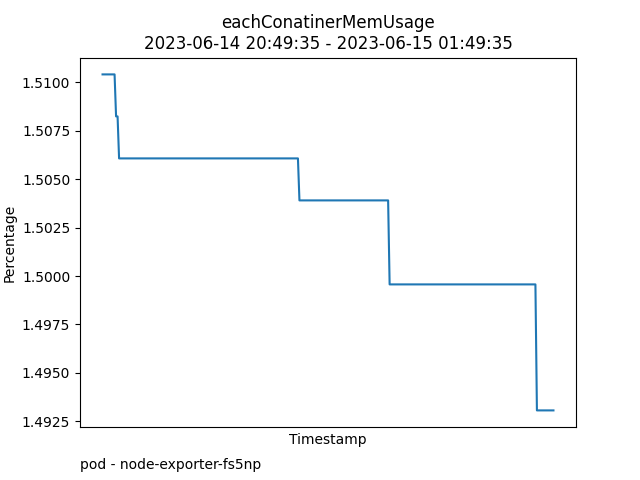 eachConatinerMemUsage
2023-06-14 20:49:35 - 2023-06-15 01:49:35
1.5100
1.5075
1.5050
1.5025
1.5000
1.4975
1.4950
1.4925
Percentage
Timestamp
pod - node-exporter-fs5np